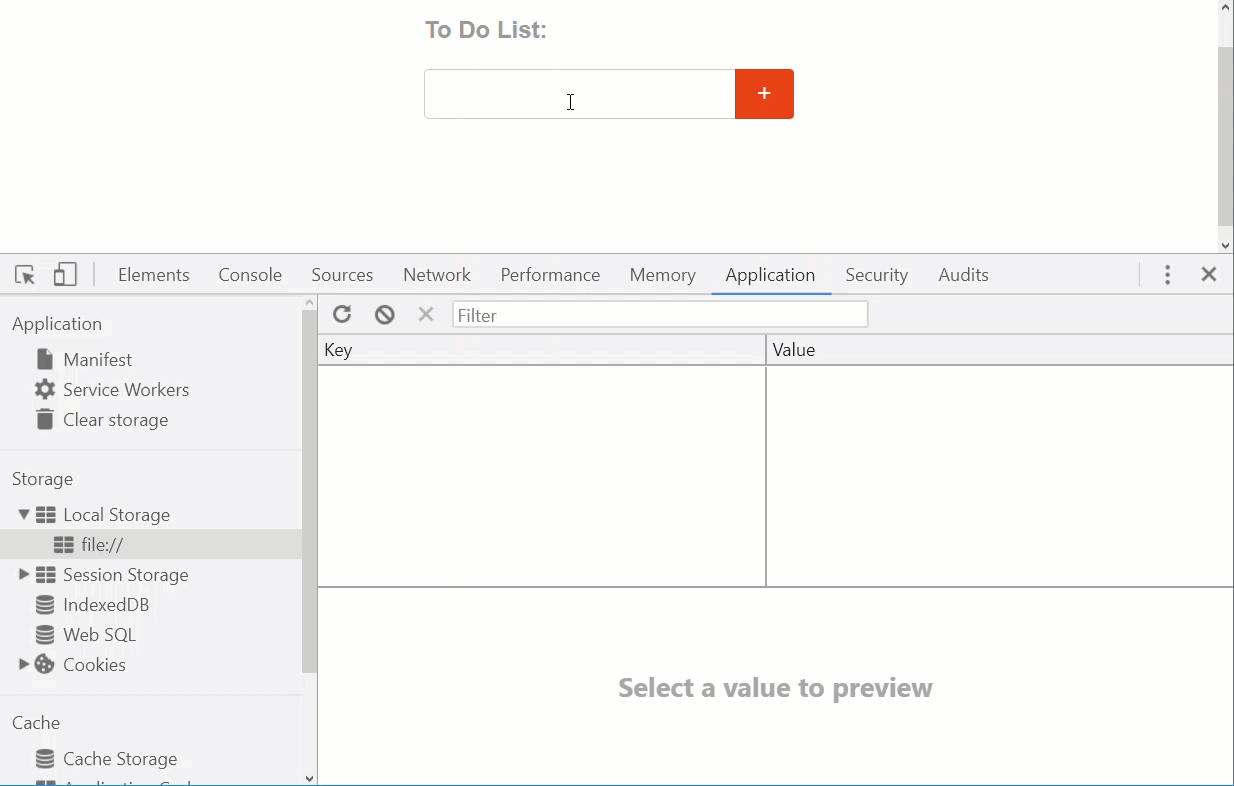 To Do List:
+
Elements Console Sources Network Performance Memory Application Security Audits
Application
Manifest
Service Workers
Clear storage
Storage
Local Storage
file://
Session Storage
IndexedDB
Web SQL
Cookies
Cache
Cache Storage
Filter
Key Value
Select a value to preview